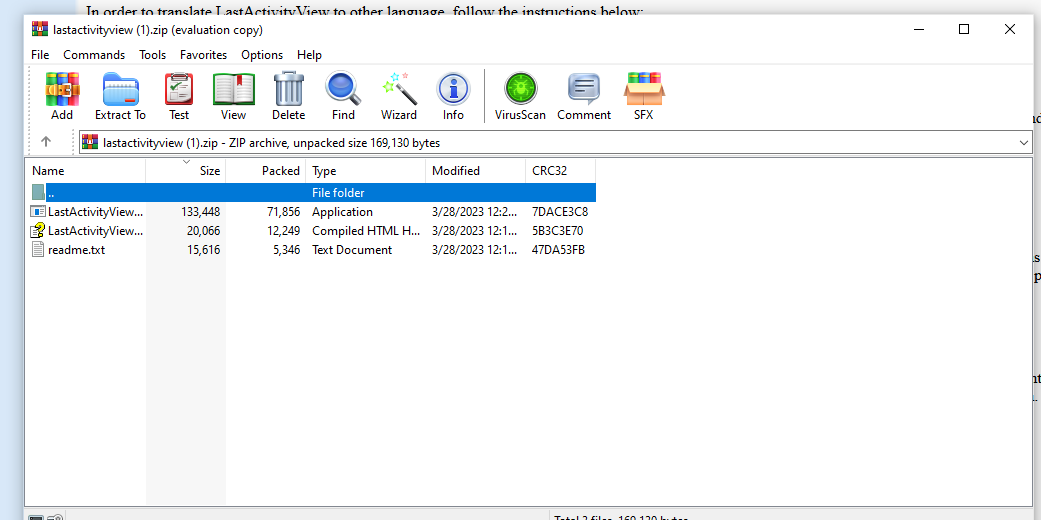 In order to translate LastActivityView to other language, follow the instructions below:
lastactivityview (1).zip (evaluation copy)
File Commands Tools Favorites Options Help
Add Extract To Test View Delete Find Wizard Info VirusScan Comment SFX
lastactivityview (1).zip - ZIP archive, unpacked size 169,130 bytes
Name Size Packed Type Modified CRC32
.. File folder
LastActivityView... 133,448 71,856 Application 3/28/2023 12:2... 7DACE3C8
LastActivityView... 20,066 12,249 Compiled HTML H... 3/28/2023 12:1... 5B3C3E70
readme.txt 15,616 5,346 Text Document 3/28/2023 12:1... 47DA53FB
Total 3 files, 169,130 bytes